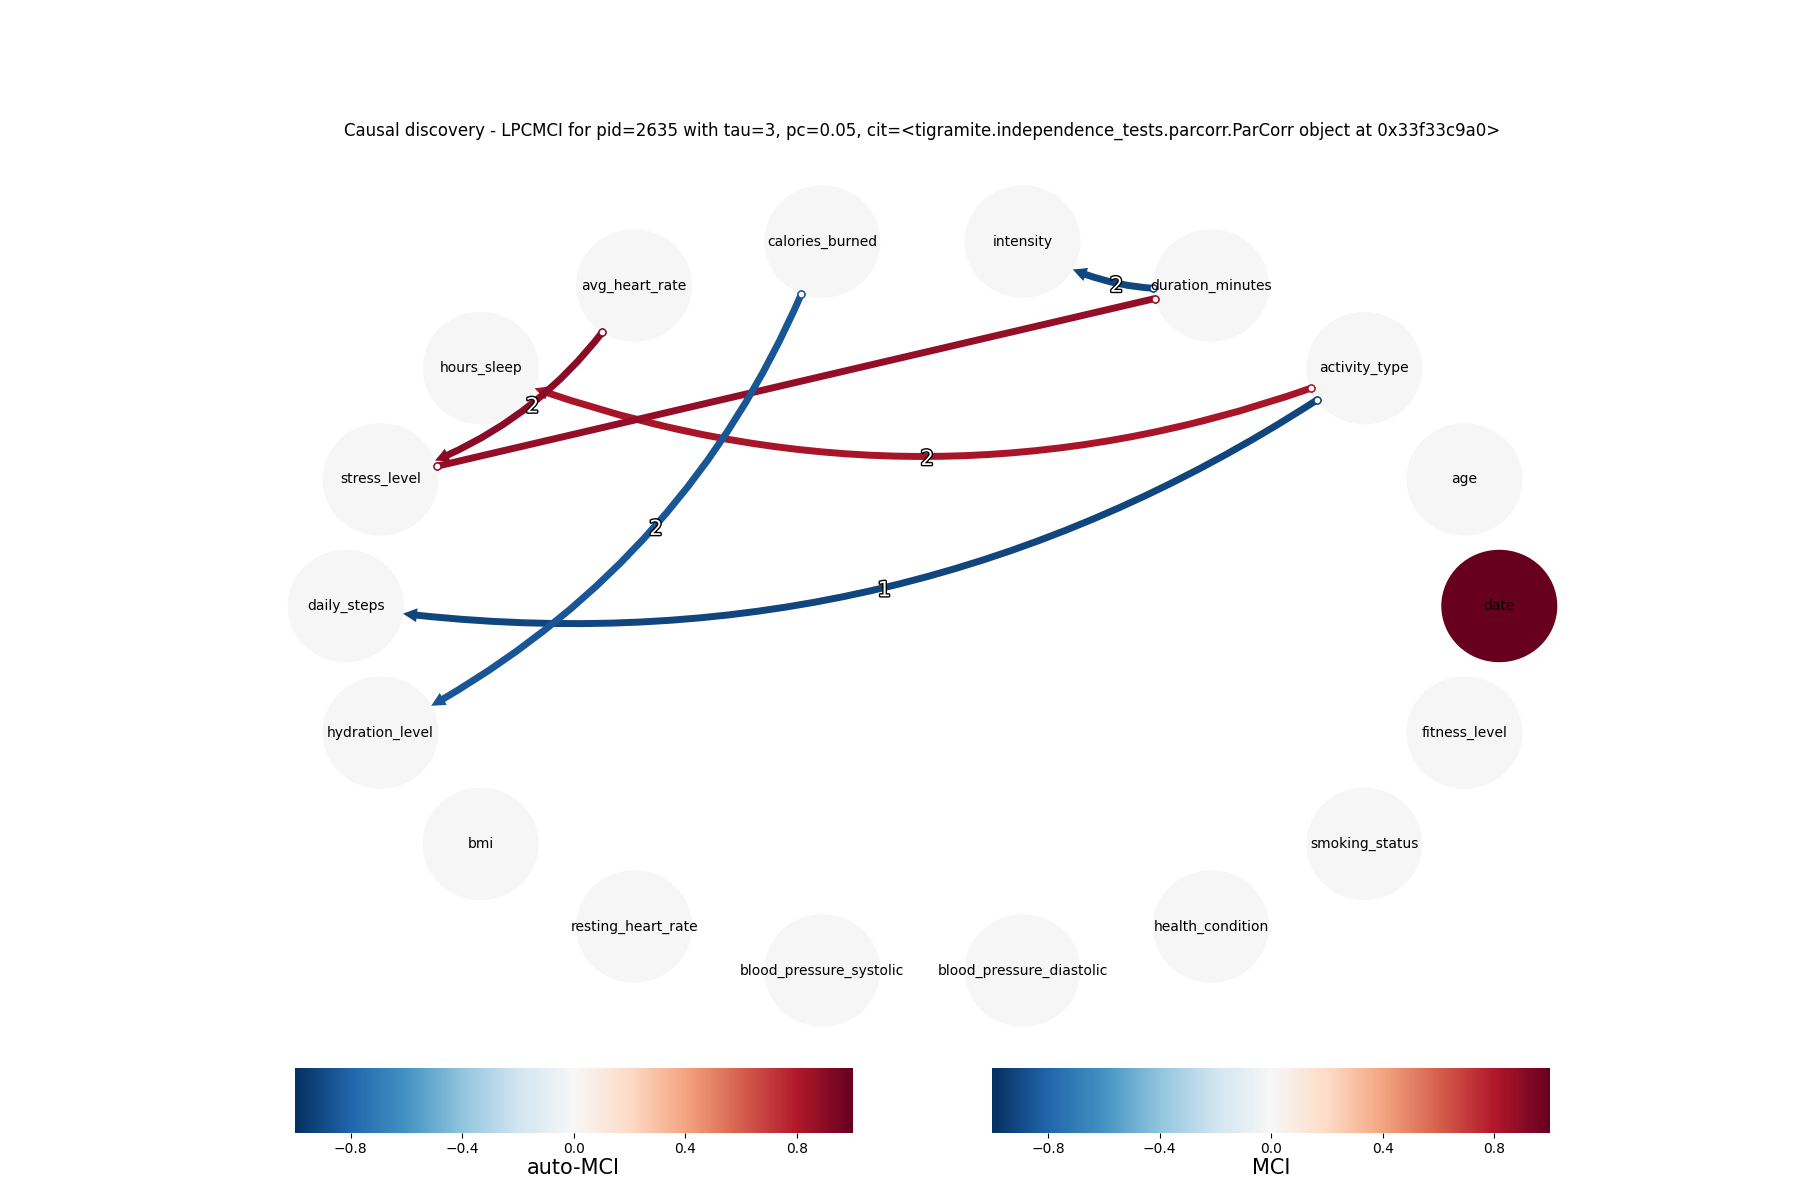 Causal discovery - LPCMCI for pid=2635 with tau=3, pc=0.05, cit=<tigramite.independence_tests.parcorr.ParCorr object at 0x33f33c9a0>
calories_burned
intensity
avg_heart_rate
2
duration_minutes
hours_sleep
activity_type
2
2
stress_level
age
2
1
daily_steps
date
hydration_level
fitness_level
bmi
smoking_status
resting_heart_rate
health_condition
blood_pressure_systolic
blood_pressure_diastolic
−0.8 −0.4 0.0 0.4 0.8
auto-MCI
−0.8 −0.4 0.0 0.4 0.8
MCI